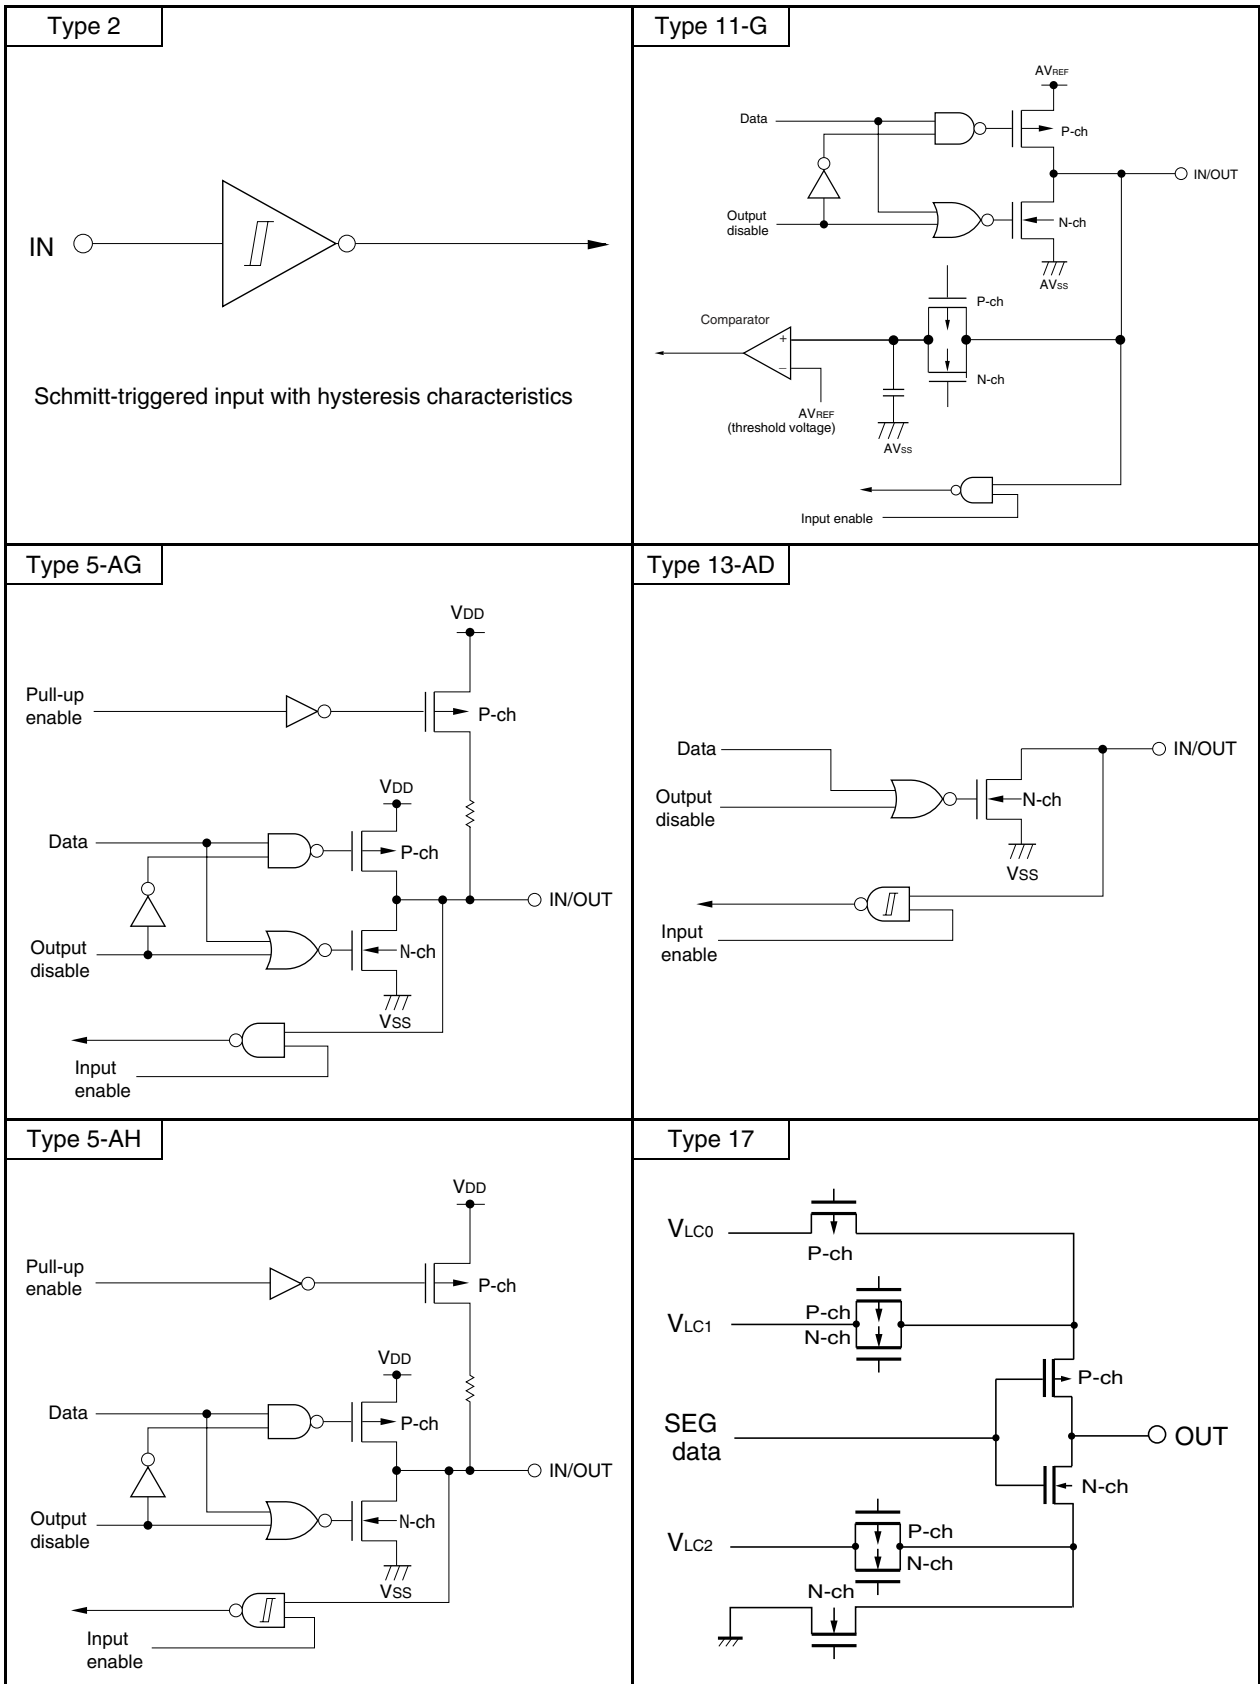 Type 2
IN
Schmitt-triggered input with hysteresis characteristics
Type 11-G
AVREF
Data
P-ch
IN/OUT
Output
disable
N-ch
AVSS
P-ch
Comparator
+
–
N-ch
AVREF
(threshold voltage)
AVSS
Input enable
Type 5-AG
VDD
Pull-up
enable
P-ch
VDD
Data
P-ch
IN/OUT
Output
disable
N-ch
VSS
Input
enable
Type 13-AD
Data
IN/OUT
Output
disable
N-ch
VSS
Input
enable
Type 5-AH
VDD
Pull-up
enable
P-ch
VDD
Data
P-ch
IN/OUT
Output
disable
N-ch
VSS
Input
enable
Type 17
VLC0
P-ch
VLC1
P-ch
N-ch
P-ch
SEG
data
OUT
N-ch
VLC2
P-ch
N-ch
N-ch